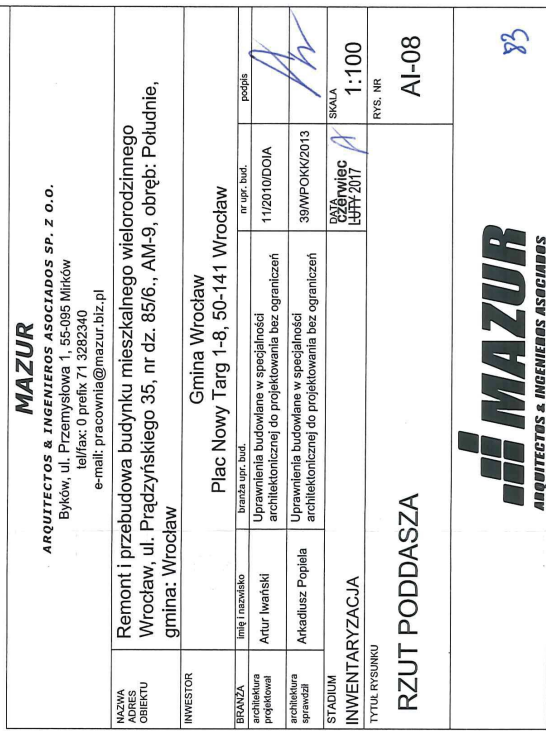 MAZUR
ARQUITECTOS & INGENIEROS ASOCIADOS SP. Z O.O.
Byków, ul. Przemysłowa 1, 55-095 Mirków
tel/fax: 0 prefix 71 3282340
e-mail: pracownia@mazur.biz.pl
NAZWA
ADRES
OBIEKTU
Remont i przebudowa budynku mieszkalnego wielorodzinnego
Wrocław, ul. Prądzyńskiego 35, nr dz. 85/6., AM-9, obręb: Południe,
gmina: Wrocław
INWESTOR
Gmina Wrocław
Plac Nowy Targ 1-8, 50-141 Wrocław
BRANŻA imię i nazwisko branża upr. bud. nr upr. bud. podpis
architektura
projektował
Artur Iwański
Uprawnienia budowlane w specjalności
architektonicznej do projektowania bez ograniczeń
11/2010/DOIA
architektura
sprawdził
Arkadiusz Popiela
Uprawnienia budowlane w specjalności
architektonicznej do projektowania bez ograniczeń
39/WPOKK/2013
STADIUM
INWENTARYZACJA
DATA
czerwiec
LUTY 2017
SKALA
1:100
TYTUŁ RYSUNKU
RZUT PODDASZA
RYS. NR
AI-08
MAZUR
ARQUITECTOS & INGENIEROS ASOCIADOS
83